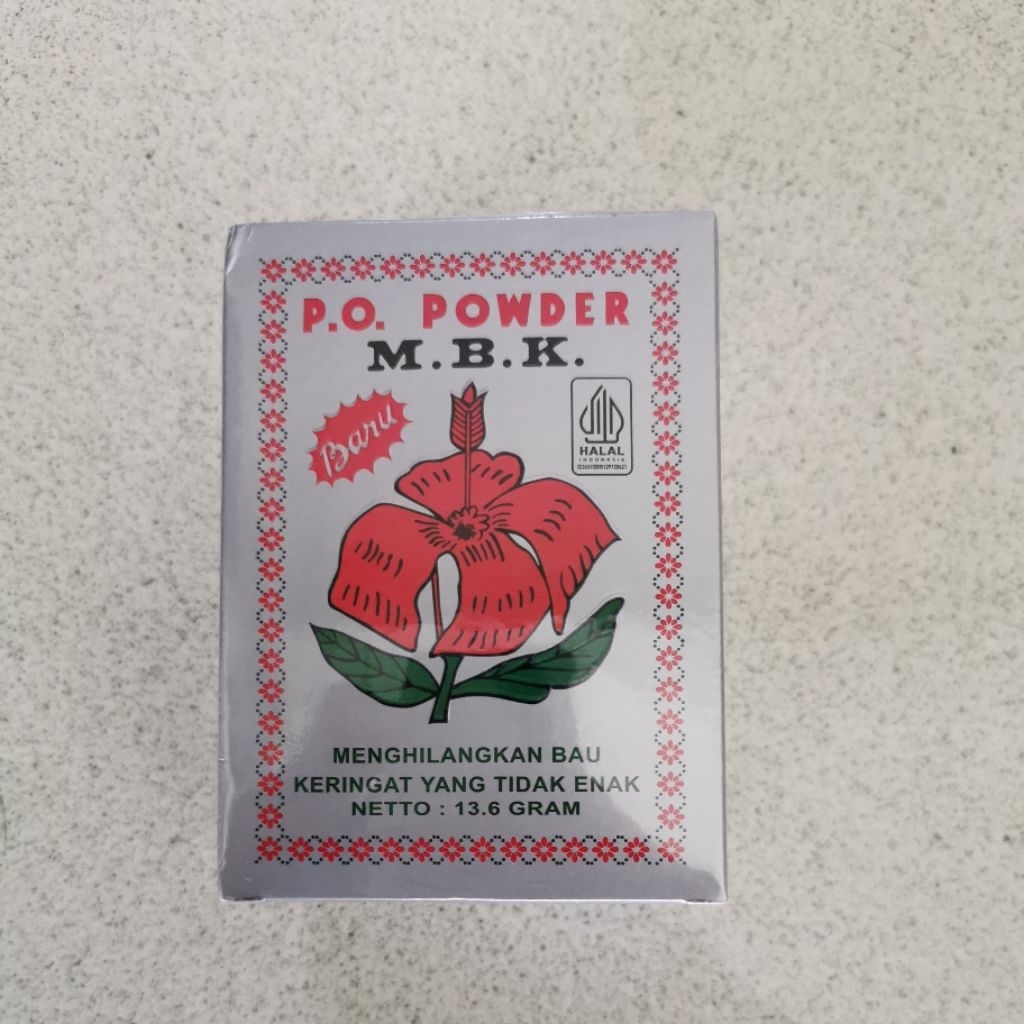 P.O. POWDER
M.B.K.
Baru
HALAL
INDONESIA
MENGHILANGKAN BAU
KERINGAT YANG TIDAK ENAK
NETTO : 13.6 GRAM